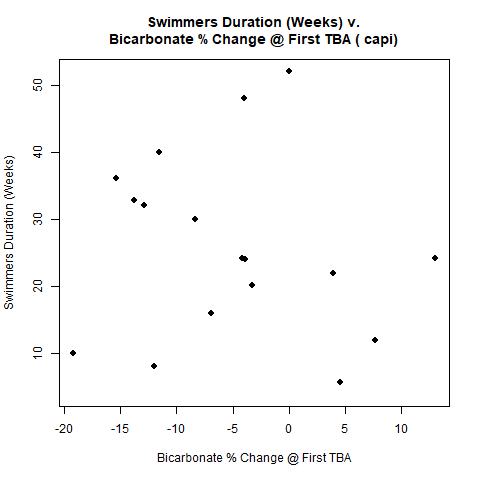 Swimmers Duration (Weeks) v.
Bicarbonate % Change @ First TBA ( capi)
Swimmers Duration (Weeks)
50
40
30
20
10
-20 -15 -10 -5 0 5 10
Bicarbonate % Change @ First TBA